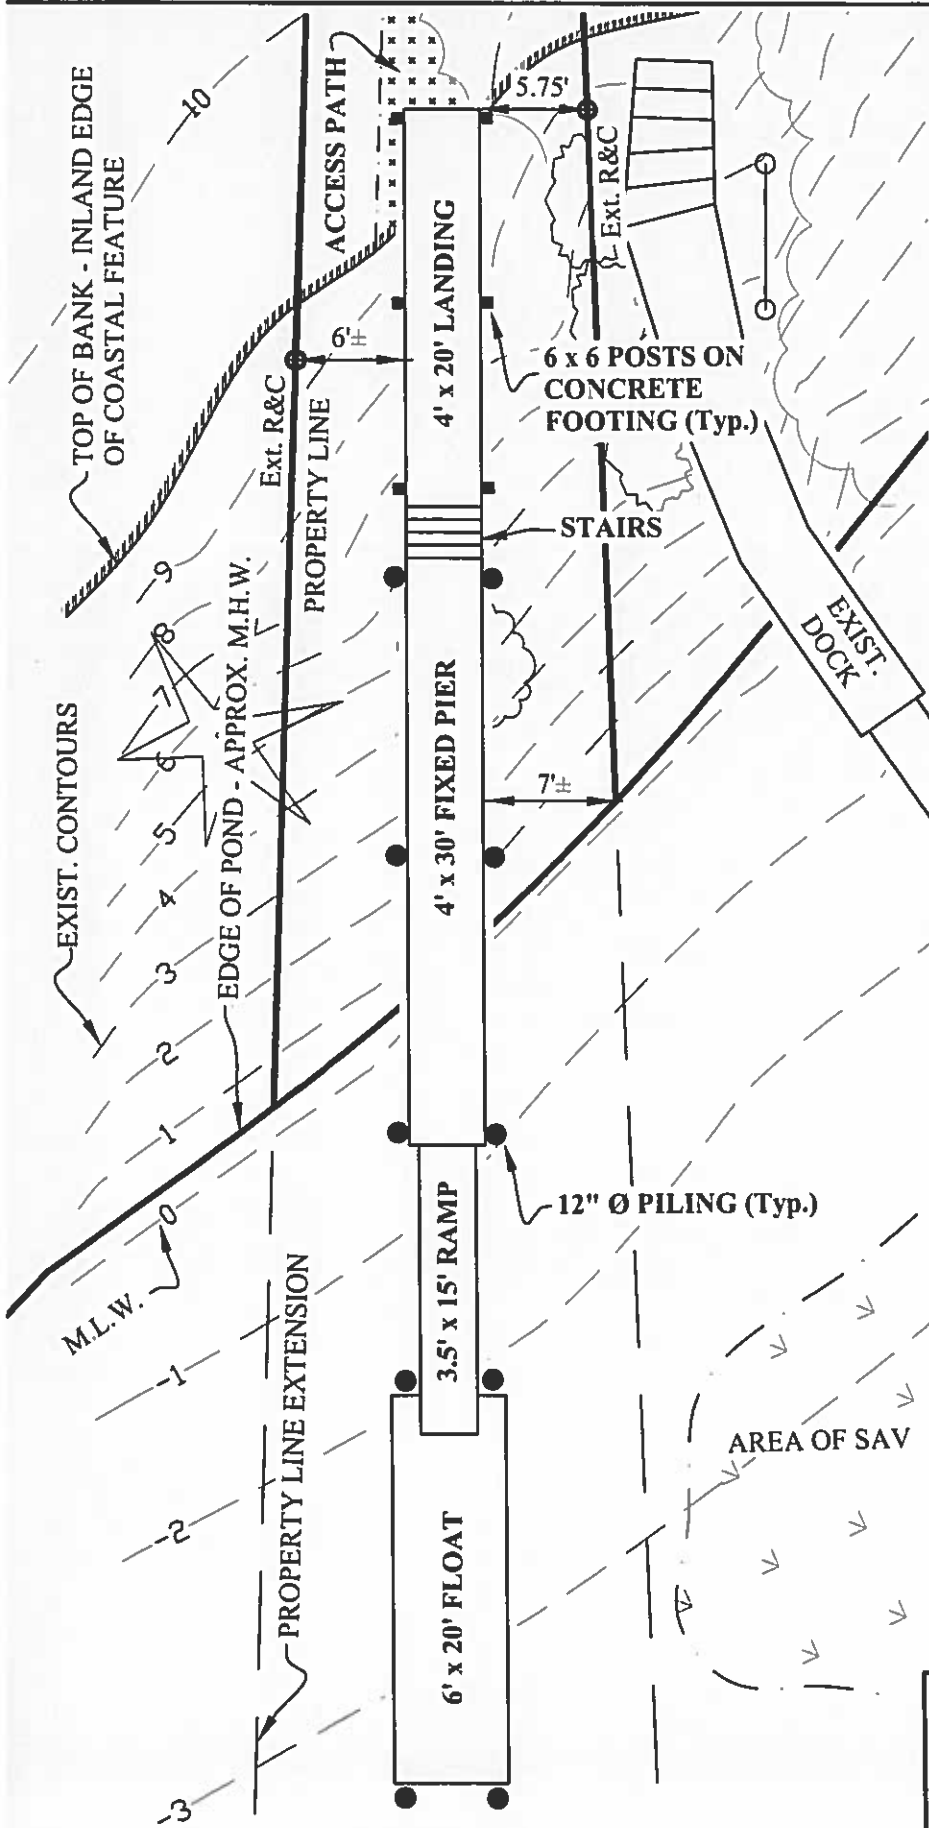 10
ACCESS PATH
5.75'
TOP OF BANK - INLAND EDGE
OF COASTAL FEATURE
Ext. R&C
4' x 20' LANDING
6'±
6 x 6 POSTS ON
CONCRETE
FOOTING (Typ.)
Ext. R&C
PROPERTY LINE
STAIRS
9
8
7
6
5
4
3
2
1
0
EXIST.
DOCK
EXIST. CONTOURS
EDGE OF POND - APPROX. M.H.W.
4' x 30' FIXED PIER
7'±
12" Ø PILING (Typ.)
M.L.W.
3.5' x 15' RAMP
PROPERTY LINE EXTENSION
-1
AREA OF SAV
-2
6' x 20' FLOAT
-3